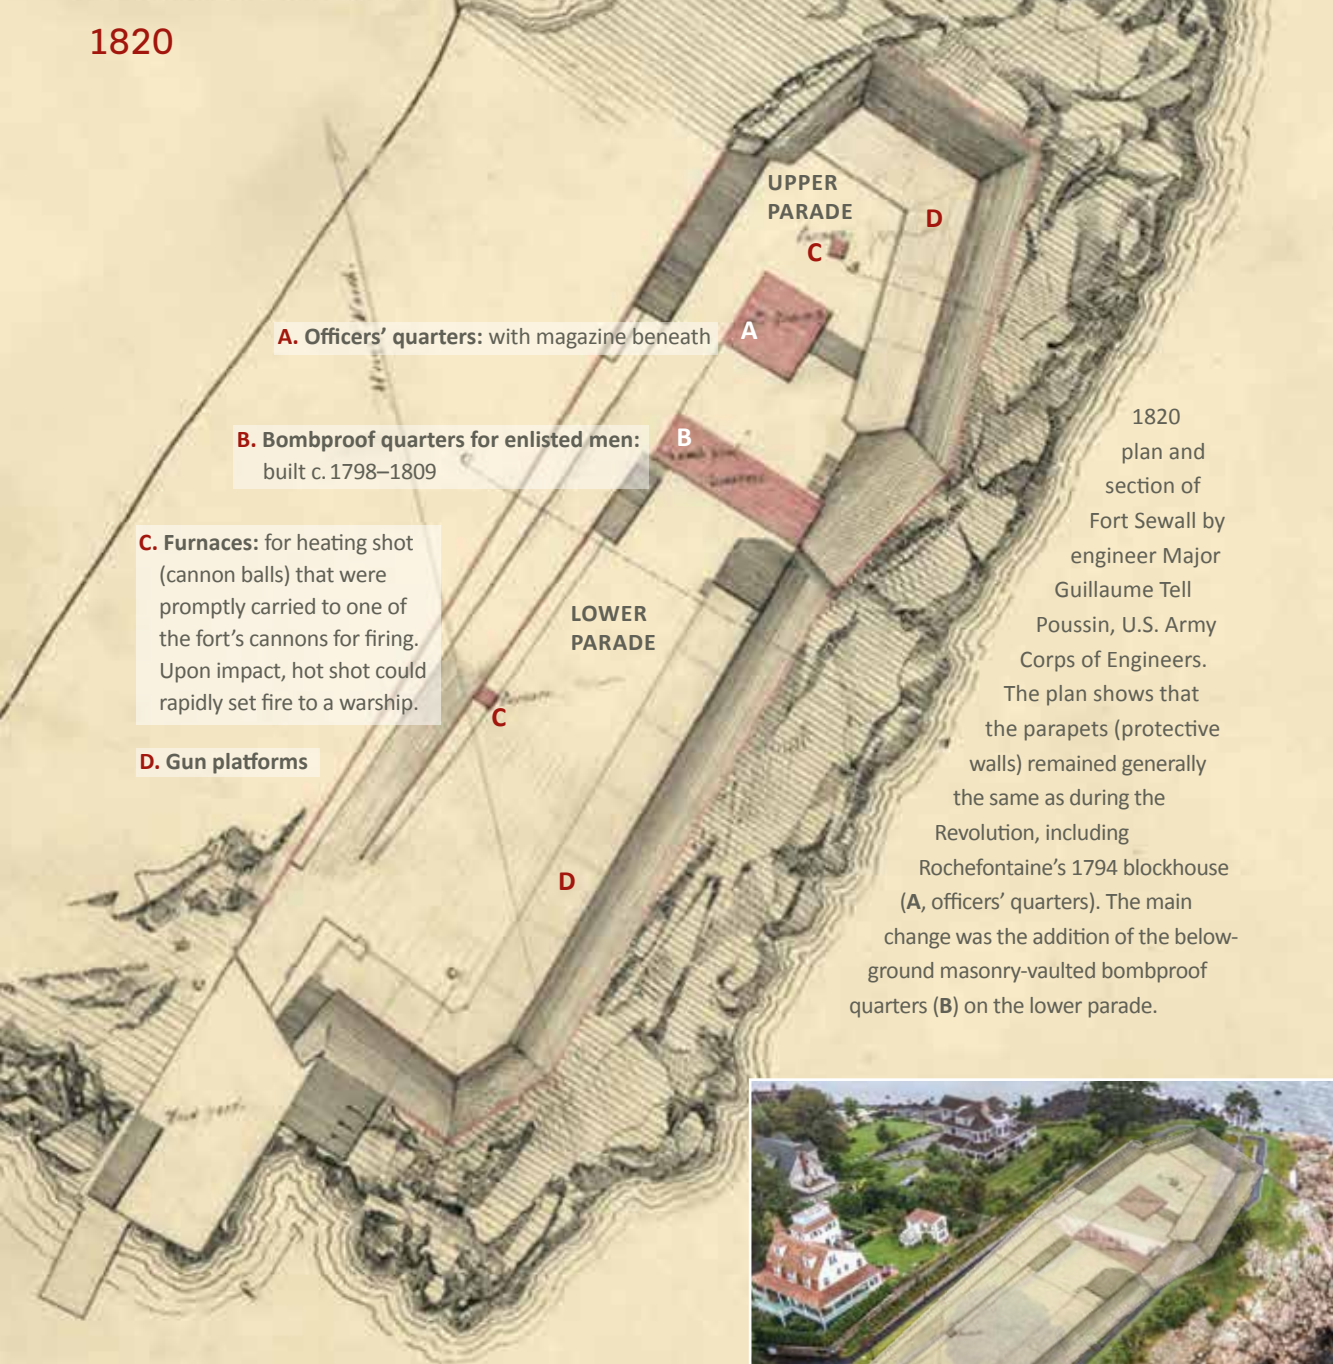 1820
UPPER
PARADE
D
C
A
A. Officers’ quarters: with magazine beneath
B
B. Bombproof quarters for enlisted men:
built c. 1798–1809
C. Furnaces: for heating shot
(cannon balls) that were
promptly carried to one of
the fort’s cannons for firing.
Upon impact, hot shot could
rapidly set fire to a warship.
LOWER
PARADE
C
D. Gun platforms
D
1820
plan and
section of
Fort Sewall by
engineer Major
Guillaume Tell
Poussin, U.S. Army
Corps of Engineers.
The plan shows that
the parapets (protective
walls) remained generally
the same as during the
Revolution, including
Rochefontaine’s 1794 blockhouse
(A, officers’ quarters). The main
change was the addition of the below-
ground masonry-vaulted bombproof
quarters (B) on the lower parade.